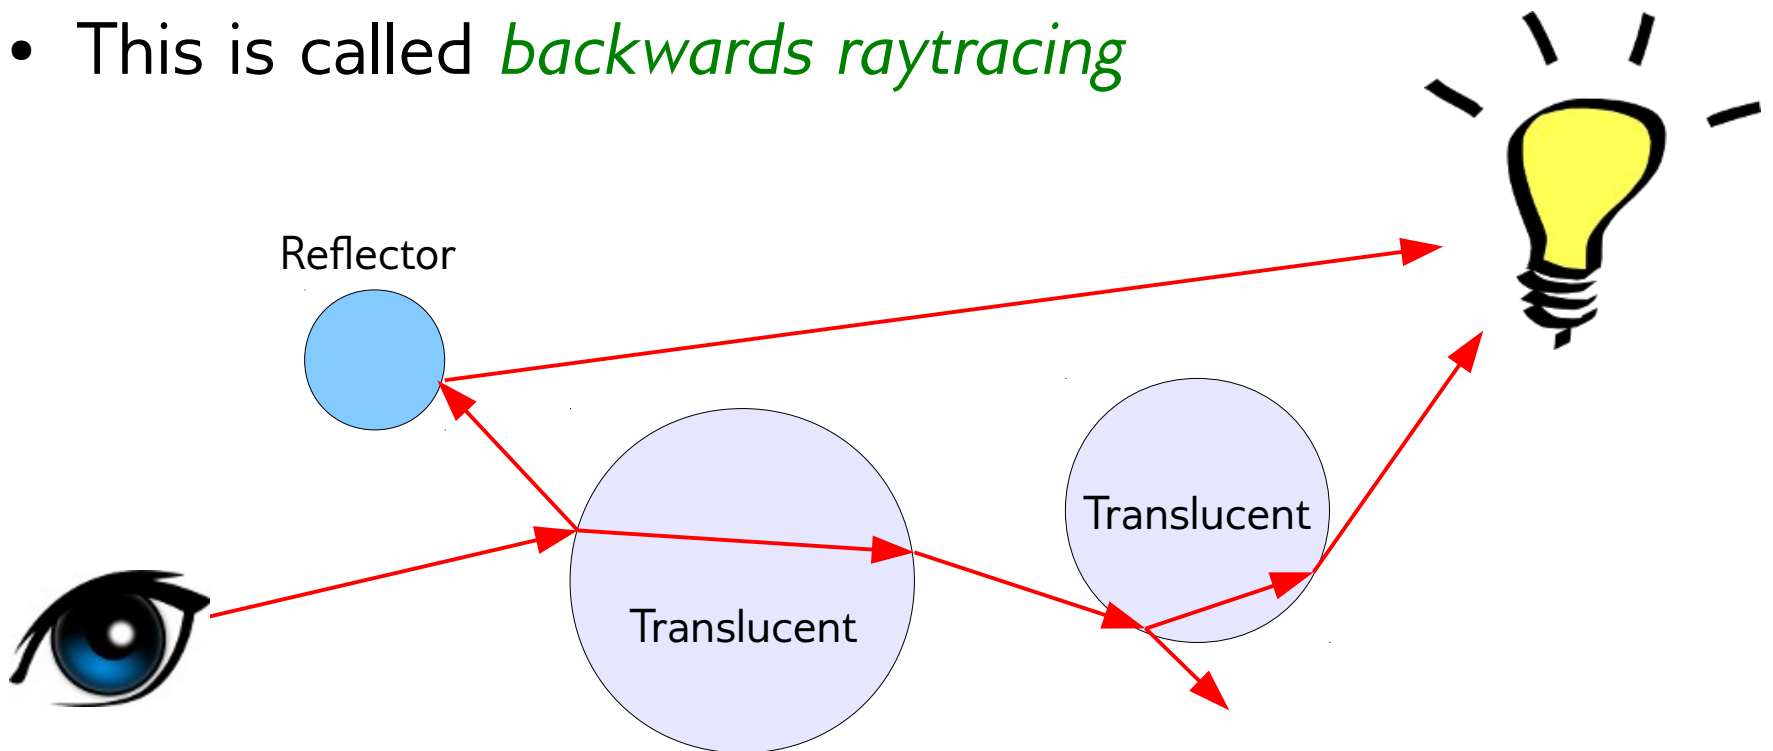 • This is called backwards raytracing
Reflector
Translucent
Translucent